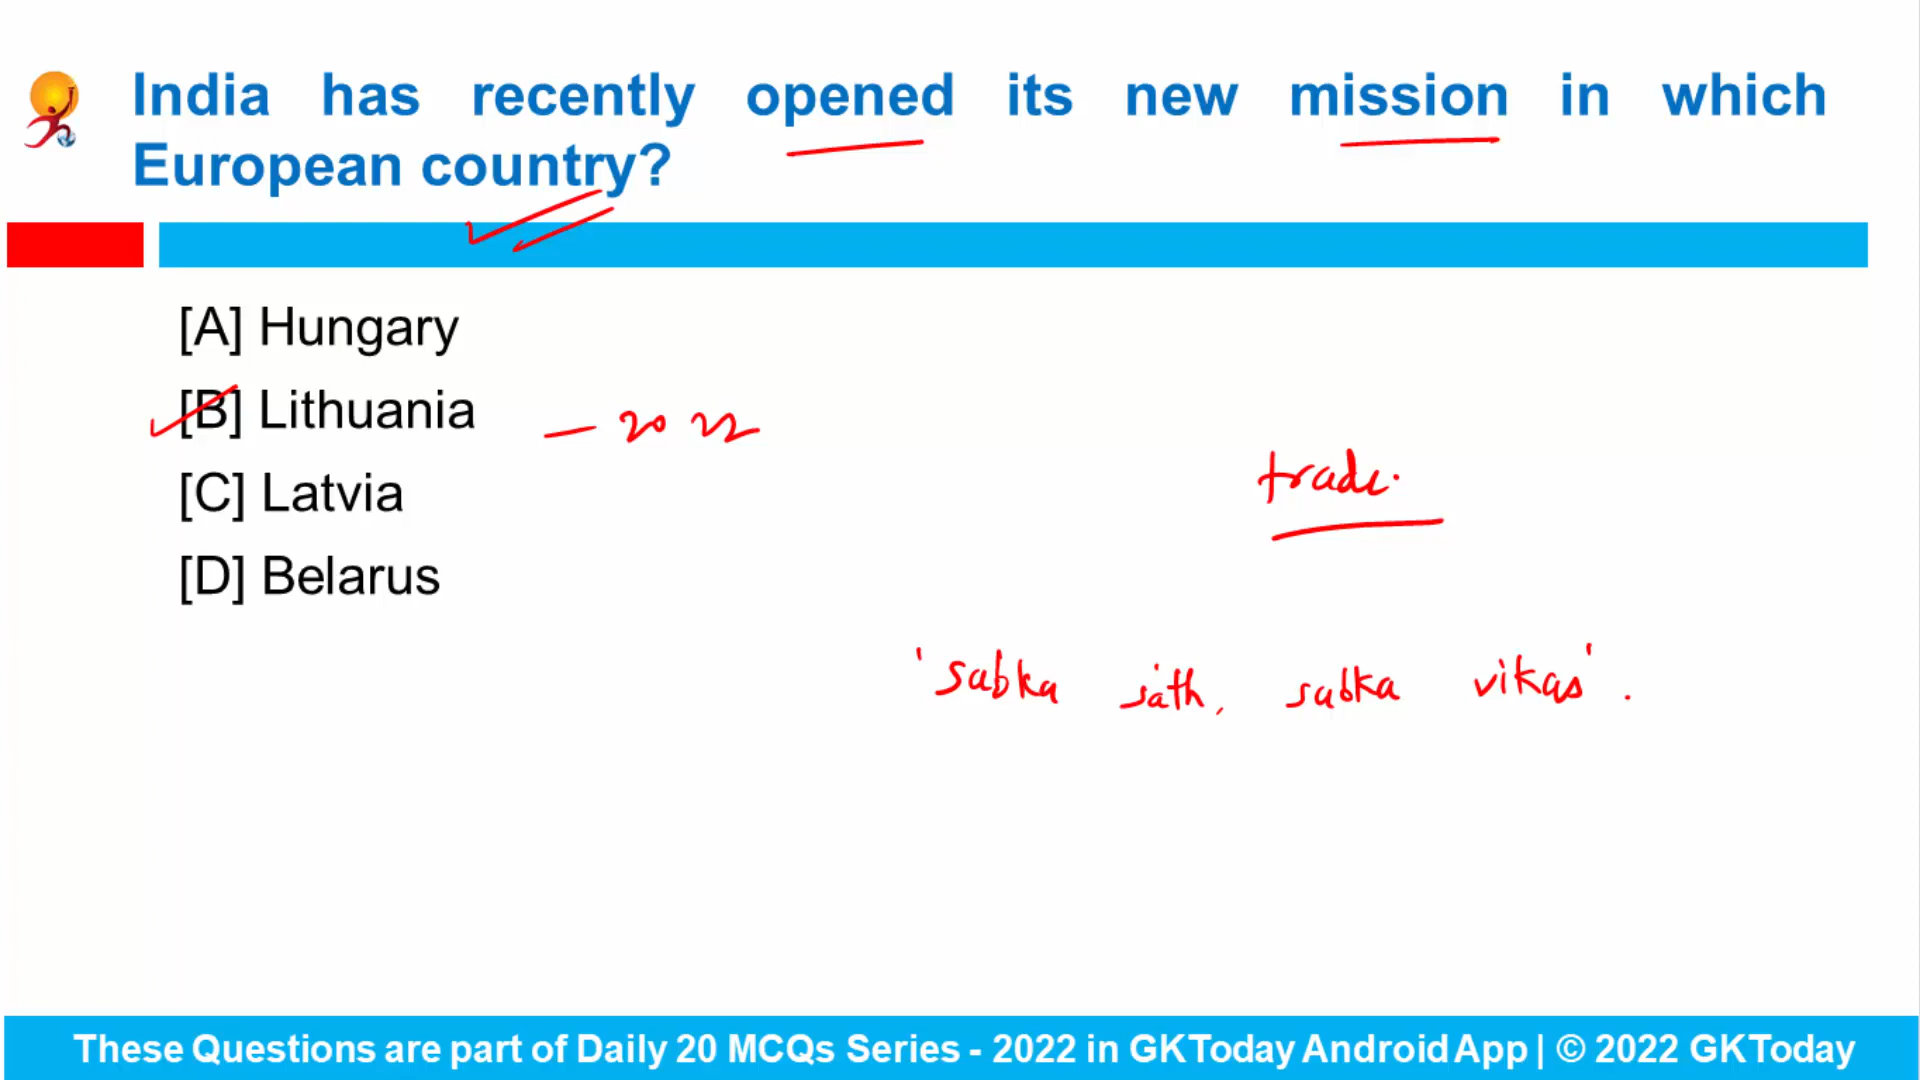 India has recently opened its new mission in which
European country?
[A] Hungary
[B] Lithuania - 2022
[C] Latvia
trade.
[D] Belarus
'sabka sath, sabka vikas'.
These Questions are part of Daily 20 MCQs Series - 2022 in GKToday Android App | © 2022 GKToday